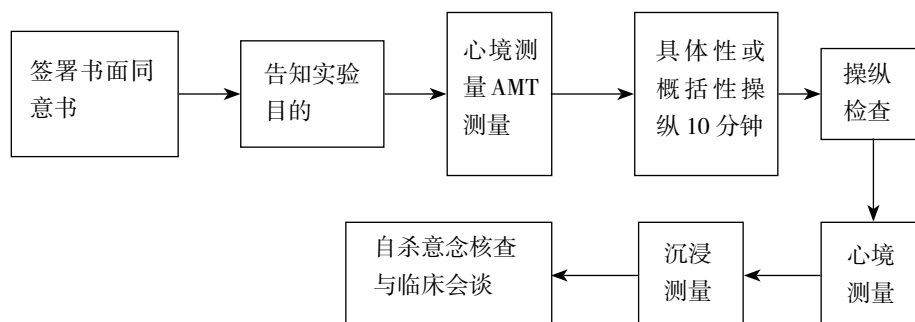 签署书面同
意书
告知实验
目的
心境测
量AMT
测量
具体性或
概括性操
纵10分钟
操纵
检查
心境
测量
沉浸
测量
自杀意念核查
与临床会谈